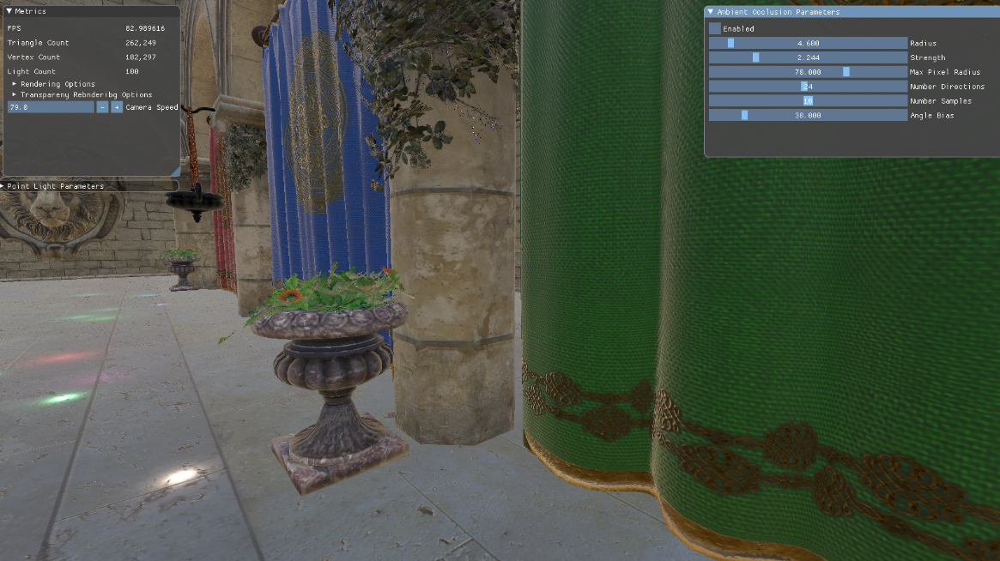 Metrics
FPS 82.989616
Triangle Count 262,249
Vertex Count 182,297
Light Count 100
Rendering Options
Transpareny Rebnderibg Options
79.0 - + Camera Speed
Point Light Parameters
Ambient Occlusion Parameters
Enabled
4.600 Radius
2.244 Strength
70.000 Max Pixel Radius
24 Number Directions
10 Number Samples
30.000 Angle Bias